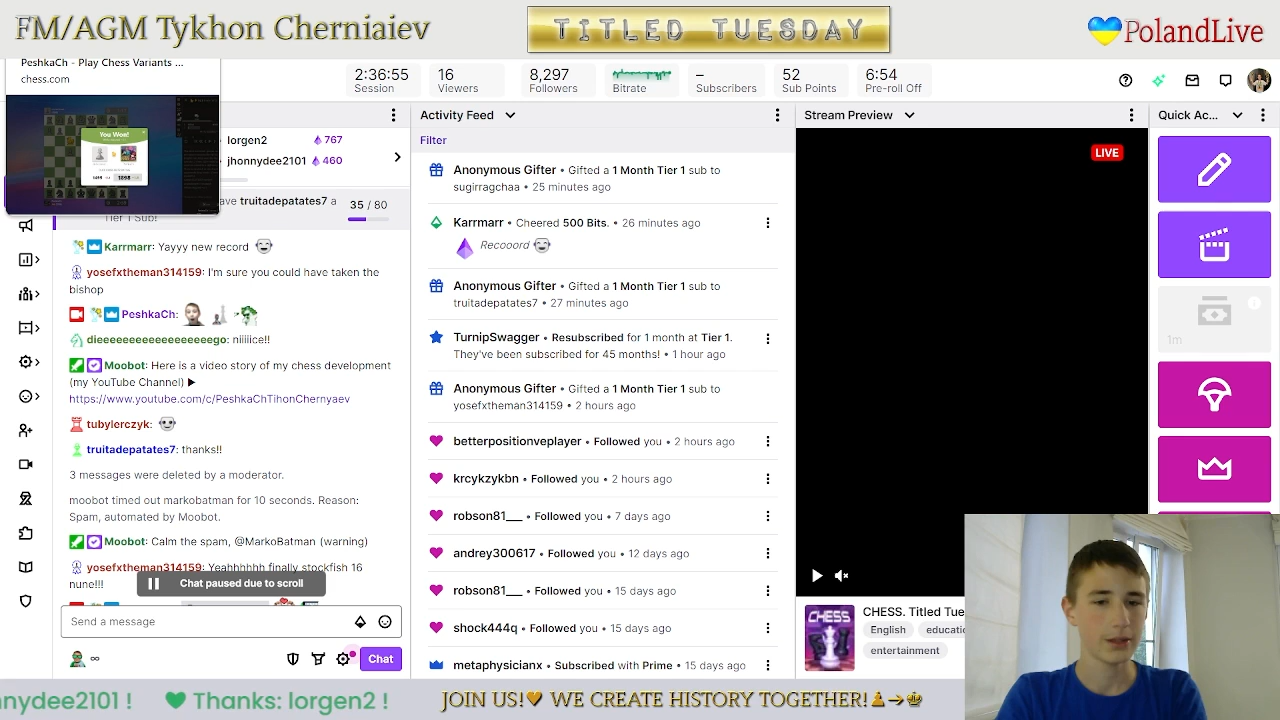 FM/AGM Tykhon Cherniaiev
TITLED TUESDAY
PolandLive
PeshkaCh - Play Chess Variants ...
chess.com
You Won!
2:36:55
Session
16
Viewers
8,297
Followers
Bitrate
–
Subscribers
52
Sub Points
6:54
Pre-roll Off
lorgen2 767
jhonnydee2101 460
ave truitadepatates7 a
Tier 1 Sub!
35 / 80
Karrmarr: Yayyy new record
yosefxtheman314159: I'm sure you could have taken the
bishop
PeshkaCh:
dieeeeeeeeeeeeeeeeego: niiiice!!
Moobot: Here is a video story of my chess development
(my YouTube Channel) ▶
https://www.youtube.com/c/PeshkaChTihonChernyaev
tubylerczyk:
truitadepatates7: thanks!!
3 messages were deleted by a moderator.
moobot timed out markobatman for 10 seconds. Reason:
Spam, automated by Moobot.
Moobot: Calm the spam, @MarkoBatman (warning)
yosefxtheman314159: Yeahhhhhh finally stockfish 16
nune!!!
Chat paused due to scroll
Send a message
∞
Chat
Filter
Anonymous Gifter • Gifted a 1 Month Tier 1 sub to
minutes ago
Karmarr • Cheered 500 Bits. • 26 minutes ago
Anonymous Gifter • Gifted a 1 Month Tier 1 sub to
truitadepatates7 • 27 minutes ago
TurnipSwagger • Resubscribed for 1 month at Tier 1.
They've been subscribed for 45 months! • 1 hour ago
Anonymous Gifter • Gifted a 1 Month Tier 1 sub to
yosefxtheman314159 • 2 hours ago
betterpositionveplayer • Followed you • 2 hours ago
krcykzykm • Followed you • 2 hours ago
robson81__ • Followed you • 7 days ago
andrey300617 • Followed you • 12 days ago
robson81__ • Followed you • 15 days ago
shock444q • Followed you • 15 days ago
metaphysicianx • Subscribed with Prime • 15 days ago
Stream Prev
LIVE
CHESS
CHESS. Titled Tue
English educatio
entertainment
Quick Ac...
1m
nnydee2101 !
Thanks: lorgen2 !
JOIN US! WE CREATE HISTORY TOGETHER!